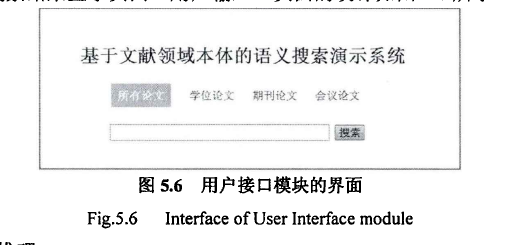 基于文献领域本体的语义搜索演示系统
所有论文 学位论文 期刊论文 会议论文
搜索
图 5.6 用户接口模块的界面
Fig.5.6 Interface of User Interface module